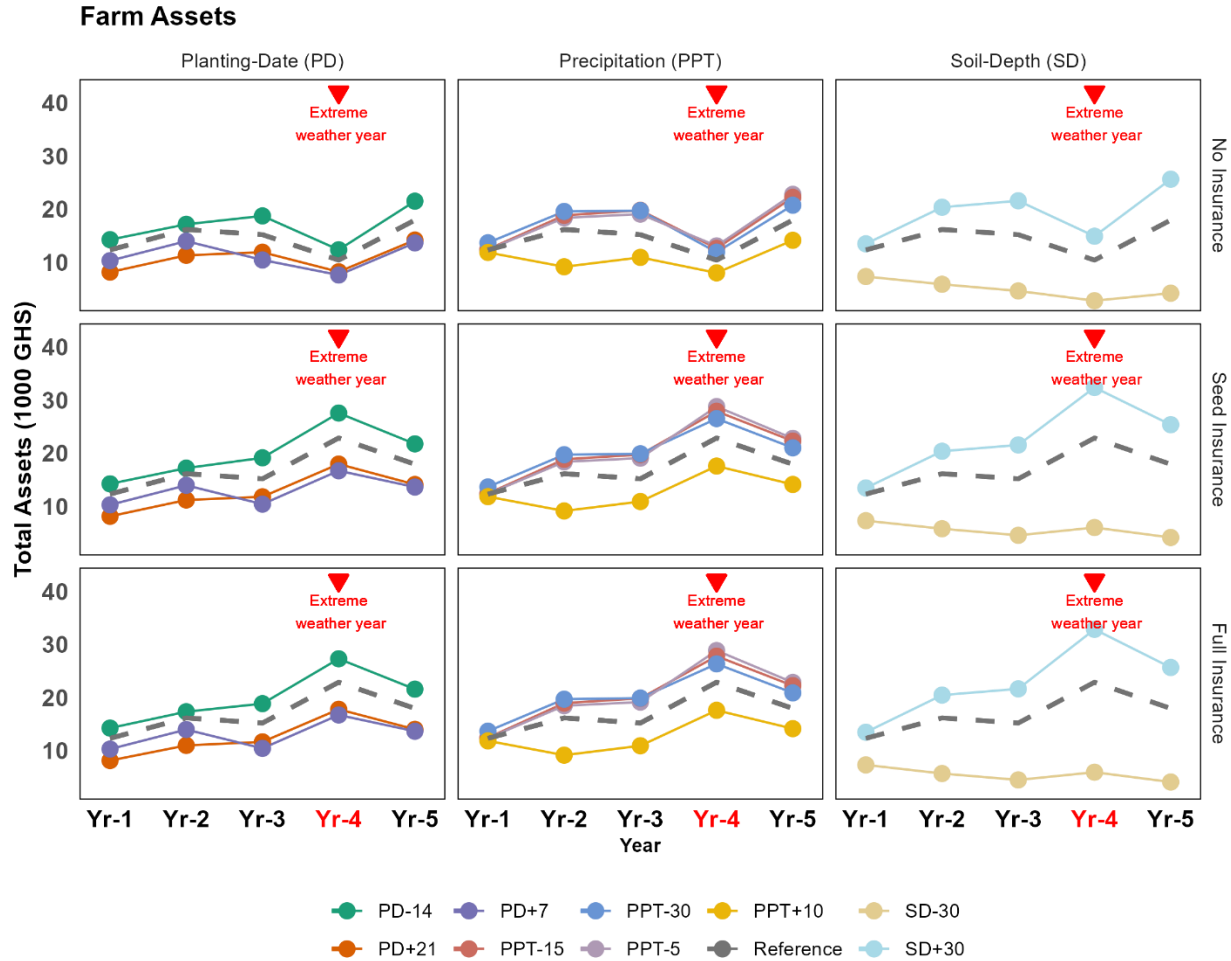 Farm Assets
Planting-Date (PD)
Precipitation (PPT)
Soil-Depth (SD)
Total Assets (1000 GHS)
40
30
20
10
Extreme
weather year
Extreme
weather year
Extreme
weather year
No Insurance
40
30
20
10
Extreme
weather year
Extreme
weather year
Extreme
weather year
Seed Insurance
40
30
20
10
Extreme
weather year
Extreme
weather year
Extreme
weather year
Full Insurance
Yr-1 Yr-2 Yr-3 Yr-4 Yr-5
Yr-1 Yr-2 Yr-3 Yr-4 Yr-5
Yr-1 Yr-2 Yr-3 Yr-4 Yr-5
Year
PD-14 PD+7 PPT-30 PPT+10 SD-30
PD+21 PPT-15 PPT-5 Reference SD+30